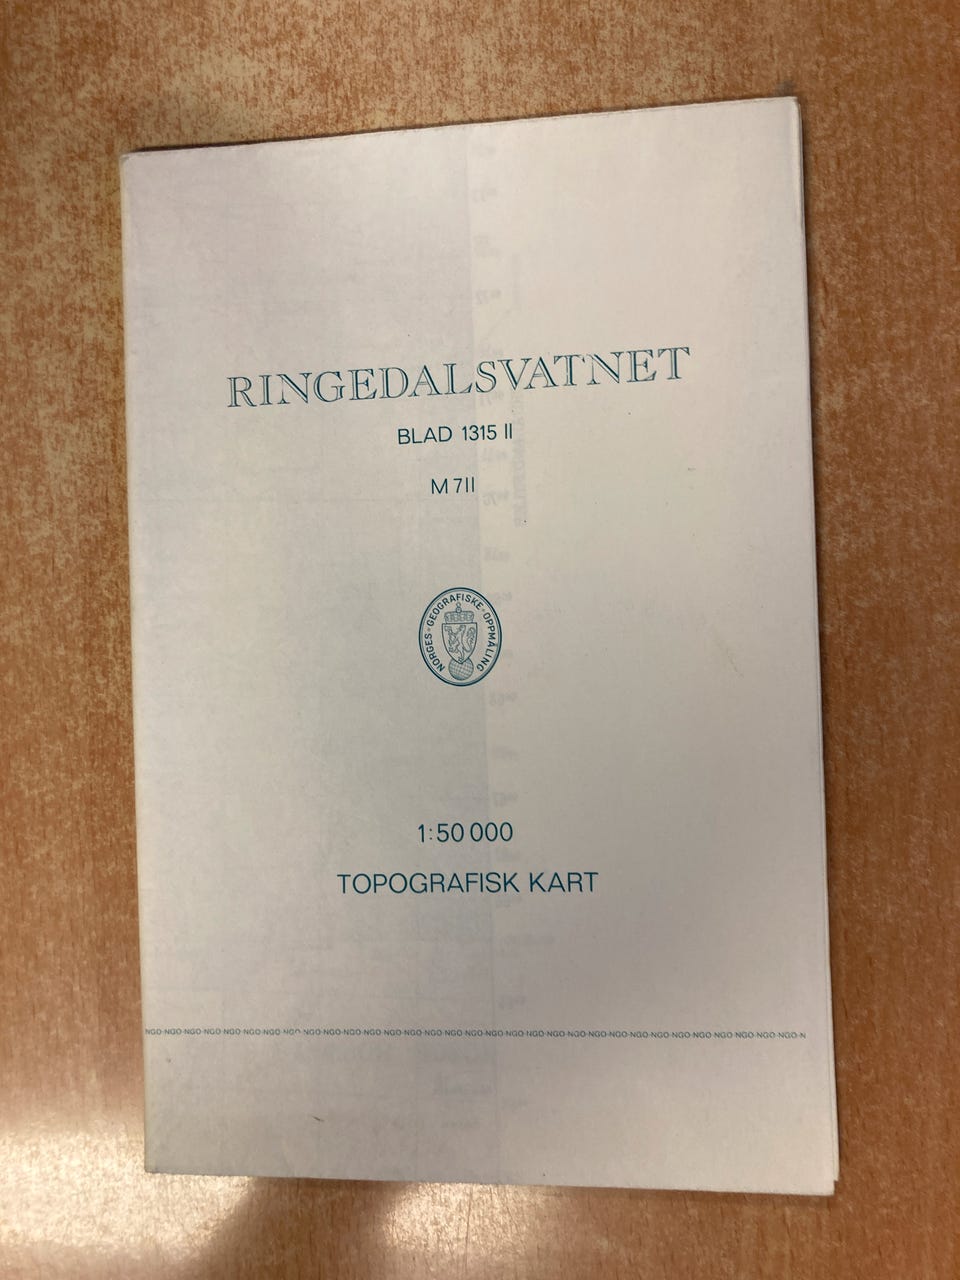 RINGEDALSVATNET
BLAD 1315 II
M 711
NORGES GEOGRAFISKE OPPMÅLING
1:50 000
TOPOGRAFISK KART
NGO·NGO·NGO·NGO·NGO·NGO·NGO·NGO·NGO·NGO·NGO·NGO·NGO·NGO·NGO·NGO·NGO·NGO·NGO·NGO·NGO·NGO·NGO·NGO·NGO·NGO·NGO·NGO·NGO·NGO·NGO·NGO·N